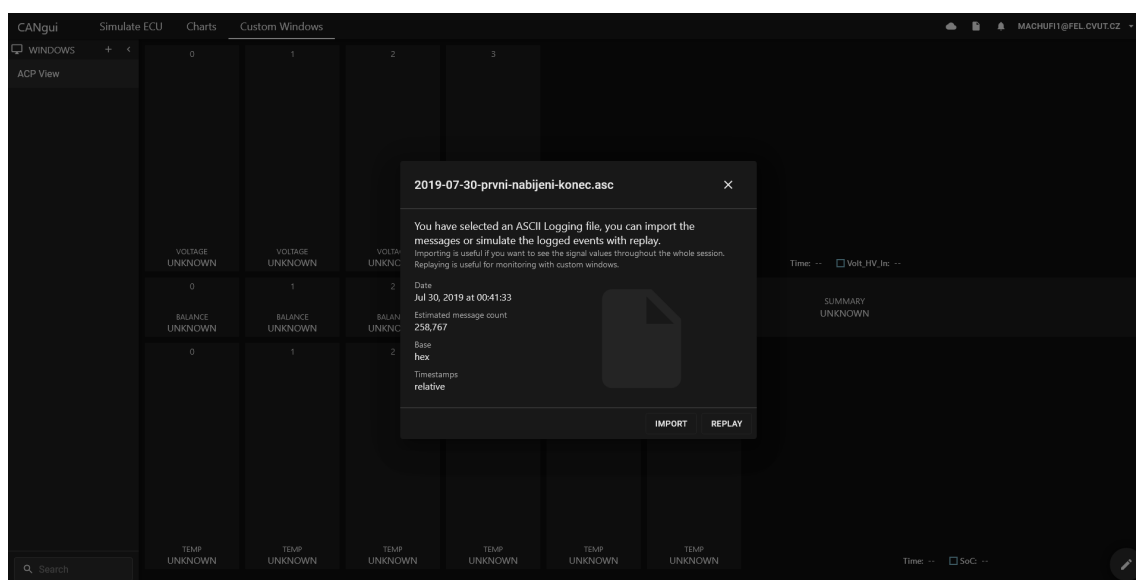 CANgui Simulate ECU Charts Custom Windows MACHUFI1@FEL.CVUT.CZ
WINDOWS + <
ACP View
0 1 2 3
VOLTAGE VOLTAGE VOLTA
UNKNOWN UNKNOWN UNKNO
0 1 2
BALANCE BALANCE BALAN
UNKNOWN UNKNOWN UNKNO
0 1 2
2019-07-30-prvni-nabijeni-konec.asc
You have selected an ASCII Logging file, you can import the
messages or simulate the logged events with replay.
Importing is useful if you want to see the signal values throughout the whole session.
Replaying is useful for monitoring with custom windows.
Date
Jul 30, 2019 at 00:41:33
Estimated message count
258,767
Base
hex
Timestamps
relative
IMPORT REPLAY
Time: -- Volt_HV_In: --
SUMMARY
UNKNOWN
TEMP TEMP TEMP TEMP TEMP TEMP
UNKNOWN UNKNOWN UNKNOWN UNKNOWN UNKNOWN UNKNOWN
Time: -- SoC: --
Search